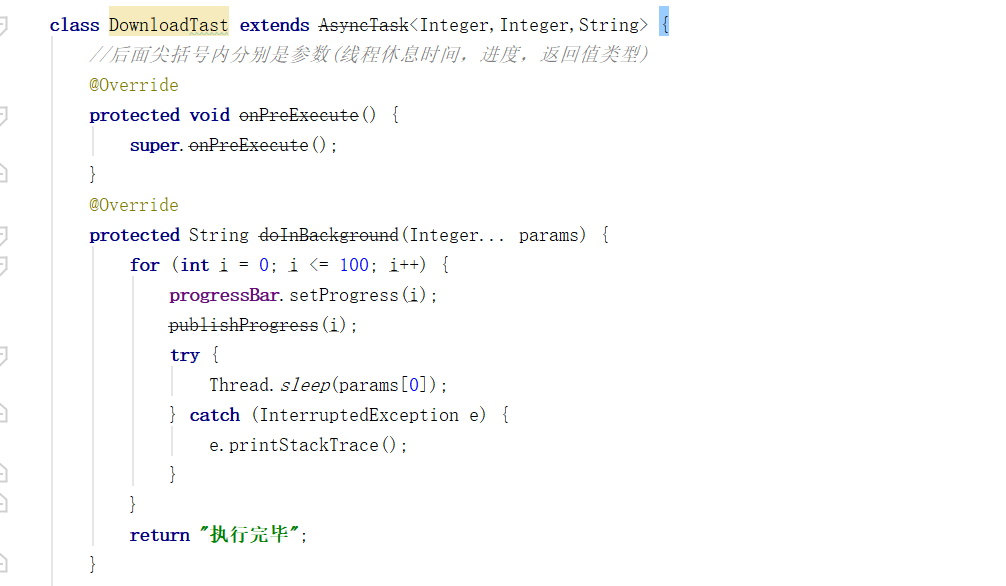 class DownloadTast extends AsyncTask<Integer,Integer,String> {
//后面尖括号内分别是参数(线程休息时间，进度，返回值类型)
@Override
protected void onPreExecute() {
super.onPreExecute();
}
@Override
protected String doInBackground(Integer... params) {
for (int i = 0; i <= 100; i++) {
progressBar.setProgress(i);
publishProgress(i);
try {
Thread.sleep(params[0]);
} catch (InterruptedException e) {
e.printStackTrace();
}
}
return "执行完毕";
}